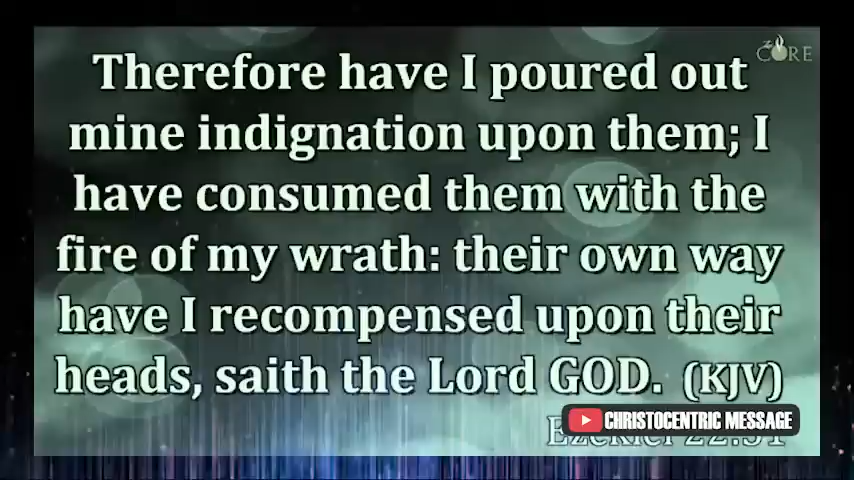 CORE
Therefore have I poured out
mine indignation upon them; I
have consumed them with the
fire of my wrath: their own way
have I recompensed upon their
heads, saith the Lord GOD. (KJV)
CHRISTOCENTRIC MESSAGE
Ezekiel 22:31